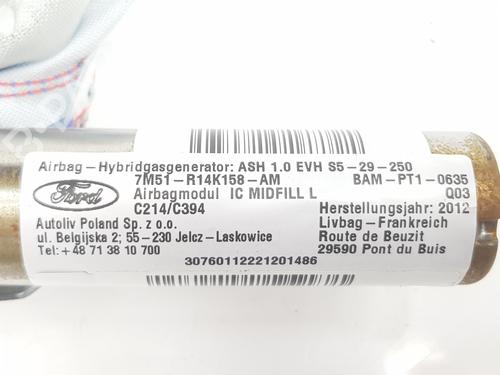 Airbag-Hybridgasgenerator: ASH 1.0 EVH S5-29-250
7M51-R14K158-AM BAM-PT1-0635
Airbagmodul IC MIDFILL L Q03
C214/C394 Herstellungsjahr: 2012
Ford
Autoliv Poland Sp. z o.o. Livbag-Frankreich
ul. Belgijska 2; 55-230 Jelcz-Laskowice Route de Beuzit
Tel: +48 71 38 10 700 29590 Pont du Buis
30760112221201486